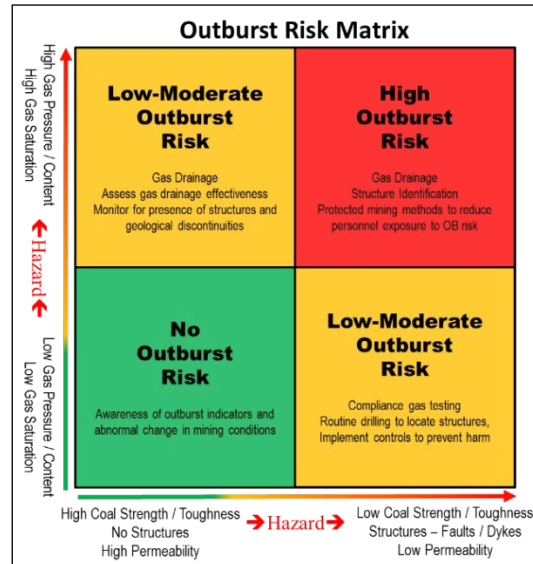 Outburst Risk Matrix
High Gas Pressure / Content
High Gas Saturation
Hazard
Low Gas Pressure / Content
Low Gas Saturation
Low-Moderate
Outburst
Risk
Gas Drainage
Assess gas drainage effectiveness
Monitor for presence of structures and
geological discontinuities
High
Outburst
Risk
Gas Drainage
Structure Identification
Protected mining methods to reduce
personnel exposure to OB risk
No
Outburst
Risk
Awareness of outburst indicators and
abnormal change in mining conditions
Low-Moderate
Outburst
Risk
Compliance gas testing
Routine drilling to locate structures,
Implement controls to prevent harm
High Coal Strength / Toughness
No Structures
High Permeability
Hazard
Low Coal Strength / Toughness
Structures – Faults / Dykes
Low Permeability